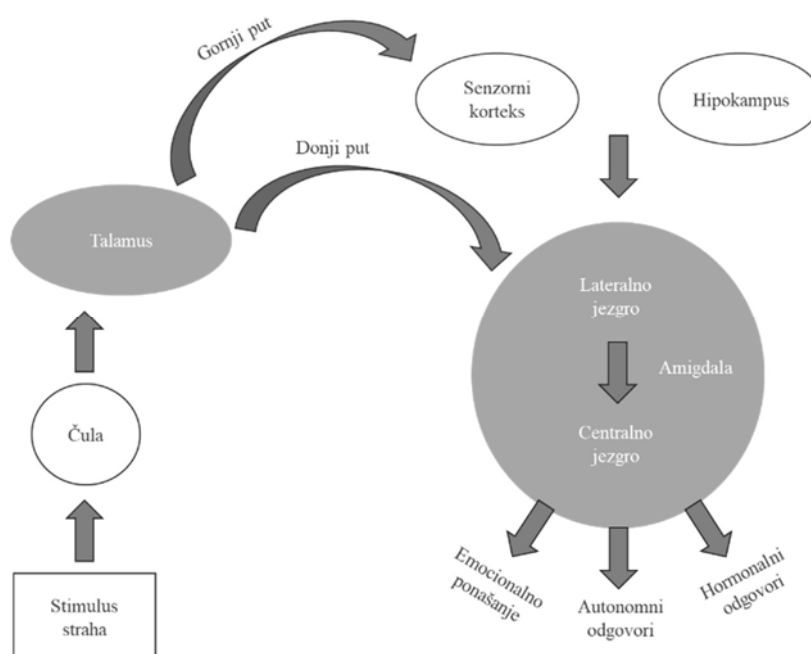 Gornji put
Senzorni
korteks
Hipokampus
Donji put
Talamus
Lateralno
jezgro
Amigdala
Čula
Centralno
jezgro
Stimulus
straha
Emocionalno
ponašanje
Autonomni
odgovori
Hormonalni
odgovori